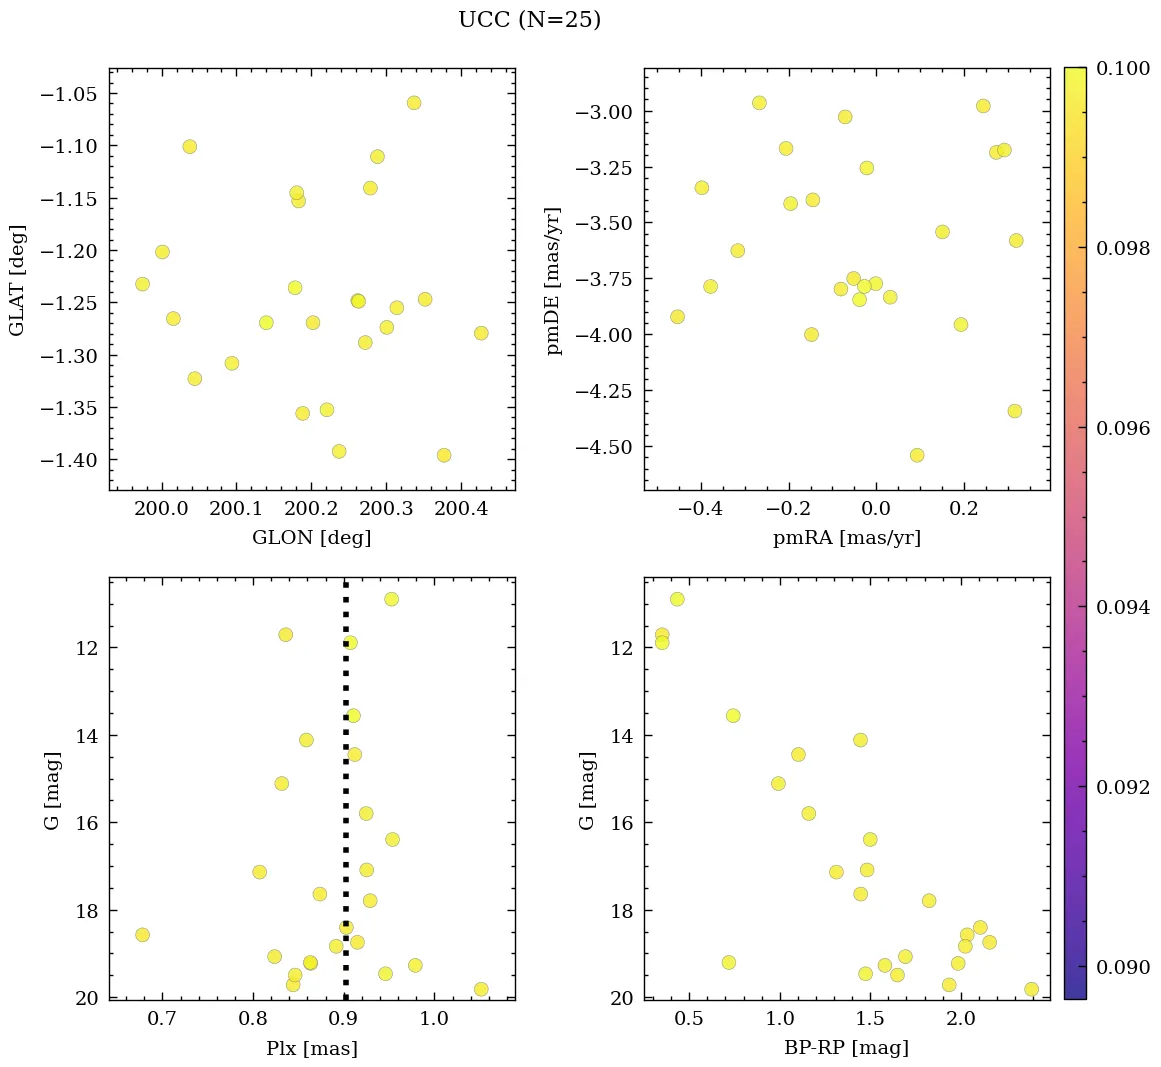 UCC (N=25)
−1.05
−1.10
−1.15
−1.20
−1.25
−1.30
−1.35
−1.40
GLAT [deg]
200.0 200.1 200.2 200.3 200.4
GLON [deg]
−3.00
−3.25
−3.50
−3.75
−4.00
−4.25
−4.50
pmDE [mas/yr]
−0.4 −0.2 0.0 0.2
pmRA [mas/yr]
12
14
16
18
20
G [mag]
0.7 0.8 0.9 1.0
Plx [mas]
12
14
16
18
20
G [mag]
0.5 1.0 1.5 2.0
BP-RP [mag]
0.100
0.098
0.096
0.094
0.092
0.090